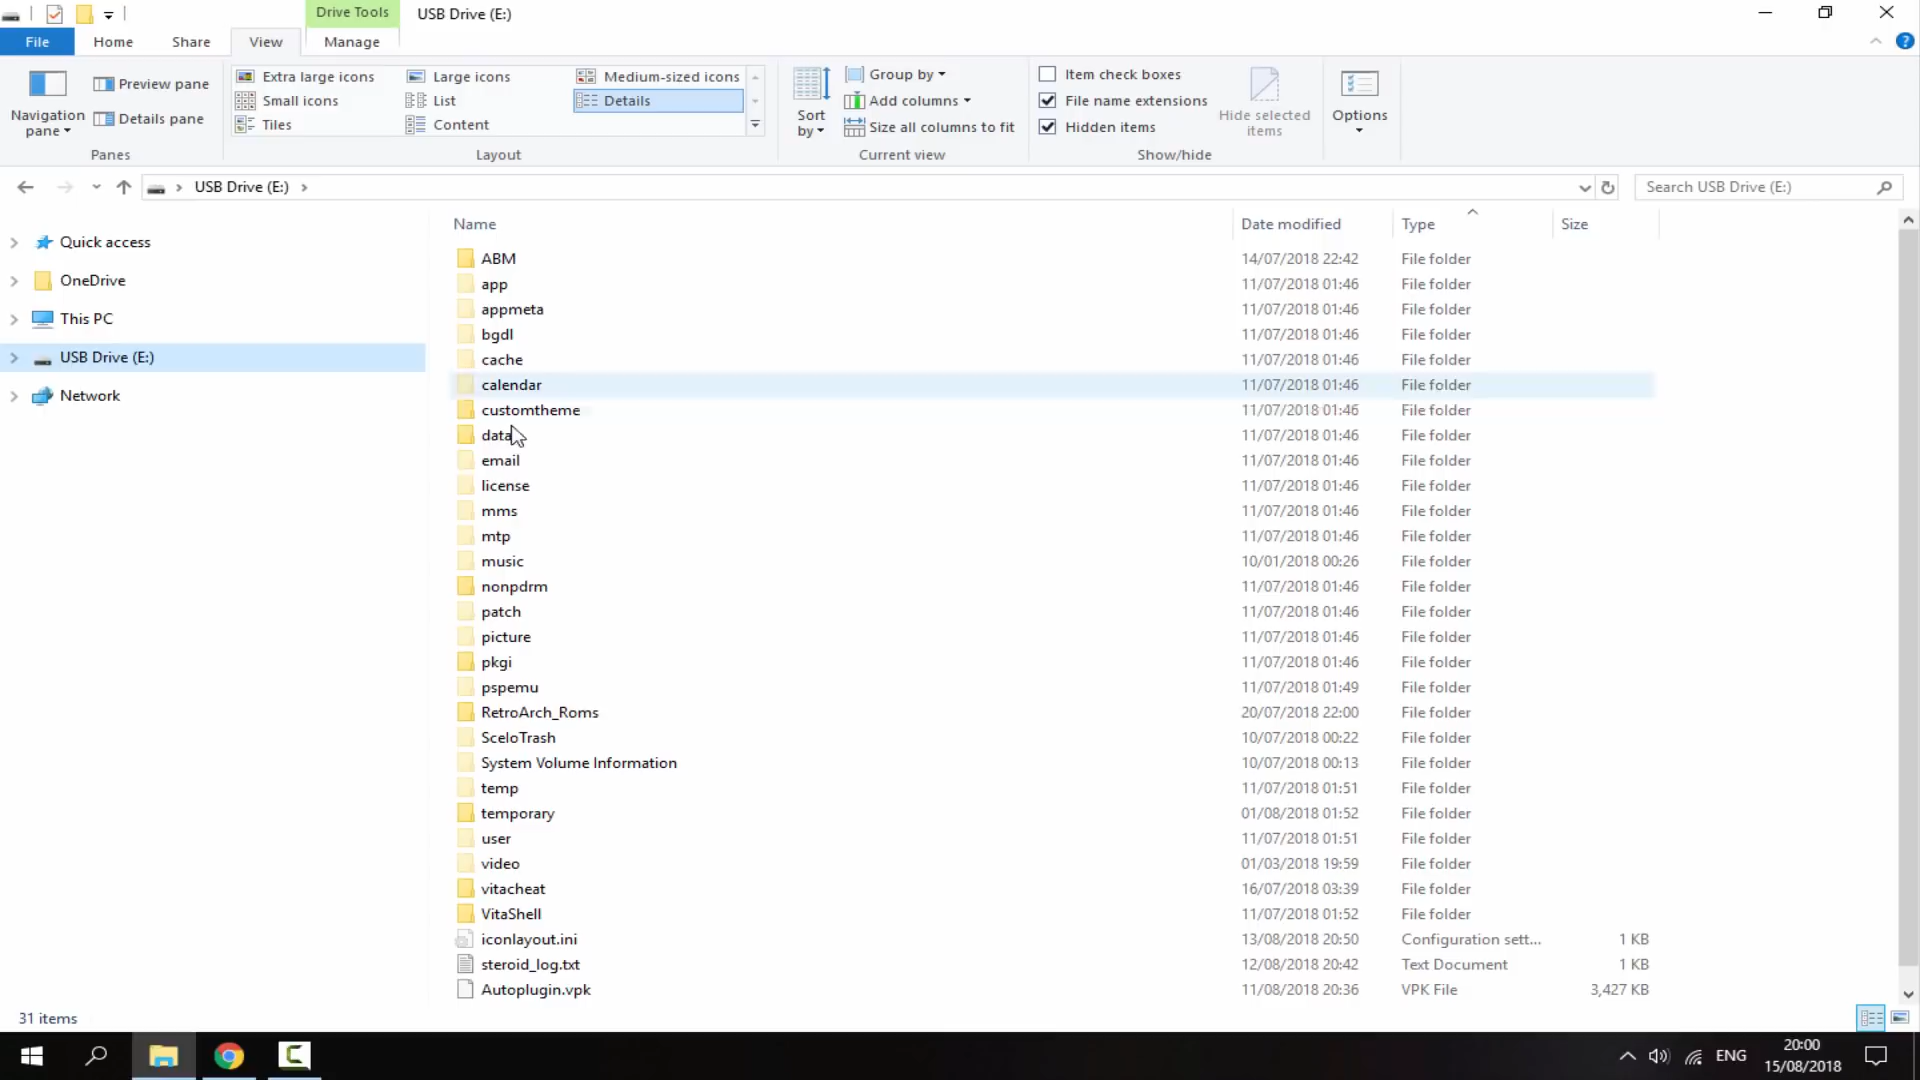 Drive Tools
USB Drive (E:)
File
Home
Share
View
Manage
Navigation pane
Preview pane
Details pane
Panes
Extra large icons
Large icons
Medium-sized icons
Small icons
List
Details
Tiles
Content
Layout
Sort by
Group by
Add columns
Size all columns to fit
Current view
Item check boxes
File name extensions
Hidden items
Hide selected items
Show/hide
Options
USB Drive (E:)
Search USB Drive (E:)
Quick access
OneDrive
This PC
USB Drive (E:)
Network
Name Date modified Type Size
ABM 14/07/2018 22:42 File folder
app 11/07/2018 01:46 File folder
appmeta 11/07/2018 01:46 File folder
bgdl 11/07/2018 01:46 File folder
cache 11/07/2018 01:46 File folder
calendar 11/07/2018 01:46 File folder
customtheme 11/07/2018 01:46 File folder
data 11/07/2018 01:46 File folder
email 11/07/2018 01:46 File folder
license 11/07/2018 01:46 File folder
mms 11/07/2018 01:46 File folder
mtp 11/07/2018 01:46 File folder
music 10/01/2018 00:26 File folder
nonpdrm 11/07/2018 01:46 File folder
patch 11/07/2018 01:46 File folder
picture 11/07/2018 01:46 File folder
pkgi 11/07/2018 01:46 File folder
pspemu 11/07/2018 01:49 File folder
RetroArch_Roms 20/07/2018 22:00 File folder
SceIoTrash 10/07/2018 00:22 File folder
System Volume Information 10/07/2018 00:13 File folder
temp 11/07/2018 01:51 File folder
temporary 01/08/2018 01:52 File folder
user 11/07/2018 01:51 File folder
video 01/03/2018 19:59 File folder
vitacheat 16/07/2018 03:39 File folder
VitaShell 11/07/2018 01:52 File folder
iconlayout.ini 13/08/2018 20:50 Configuration sett... 1 KB
steroid_log.txt 12/08/2018 20:42 Text Document 1 KB
Autoplugin.vpk 11/08/2018 20:36 VPK File 3,427 KB
31 items
ENG
20:00
15/08/2018